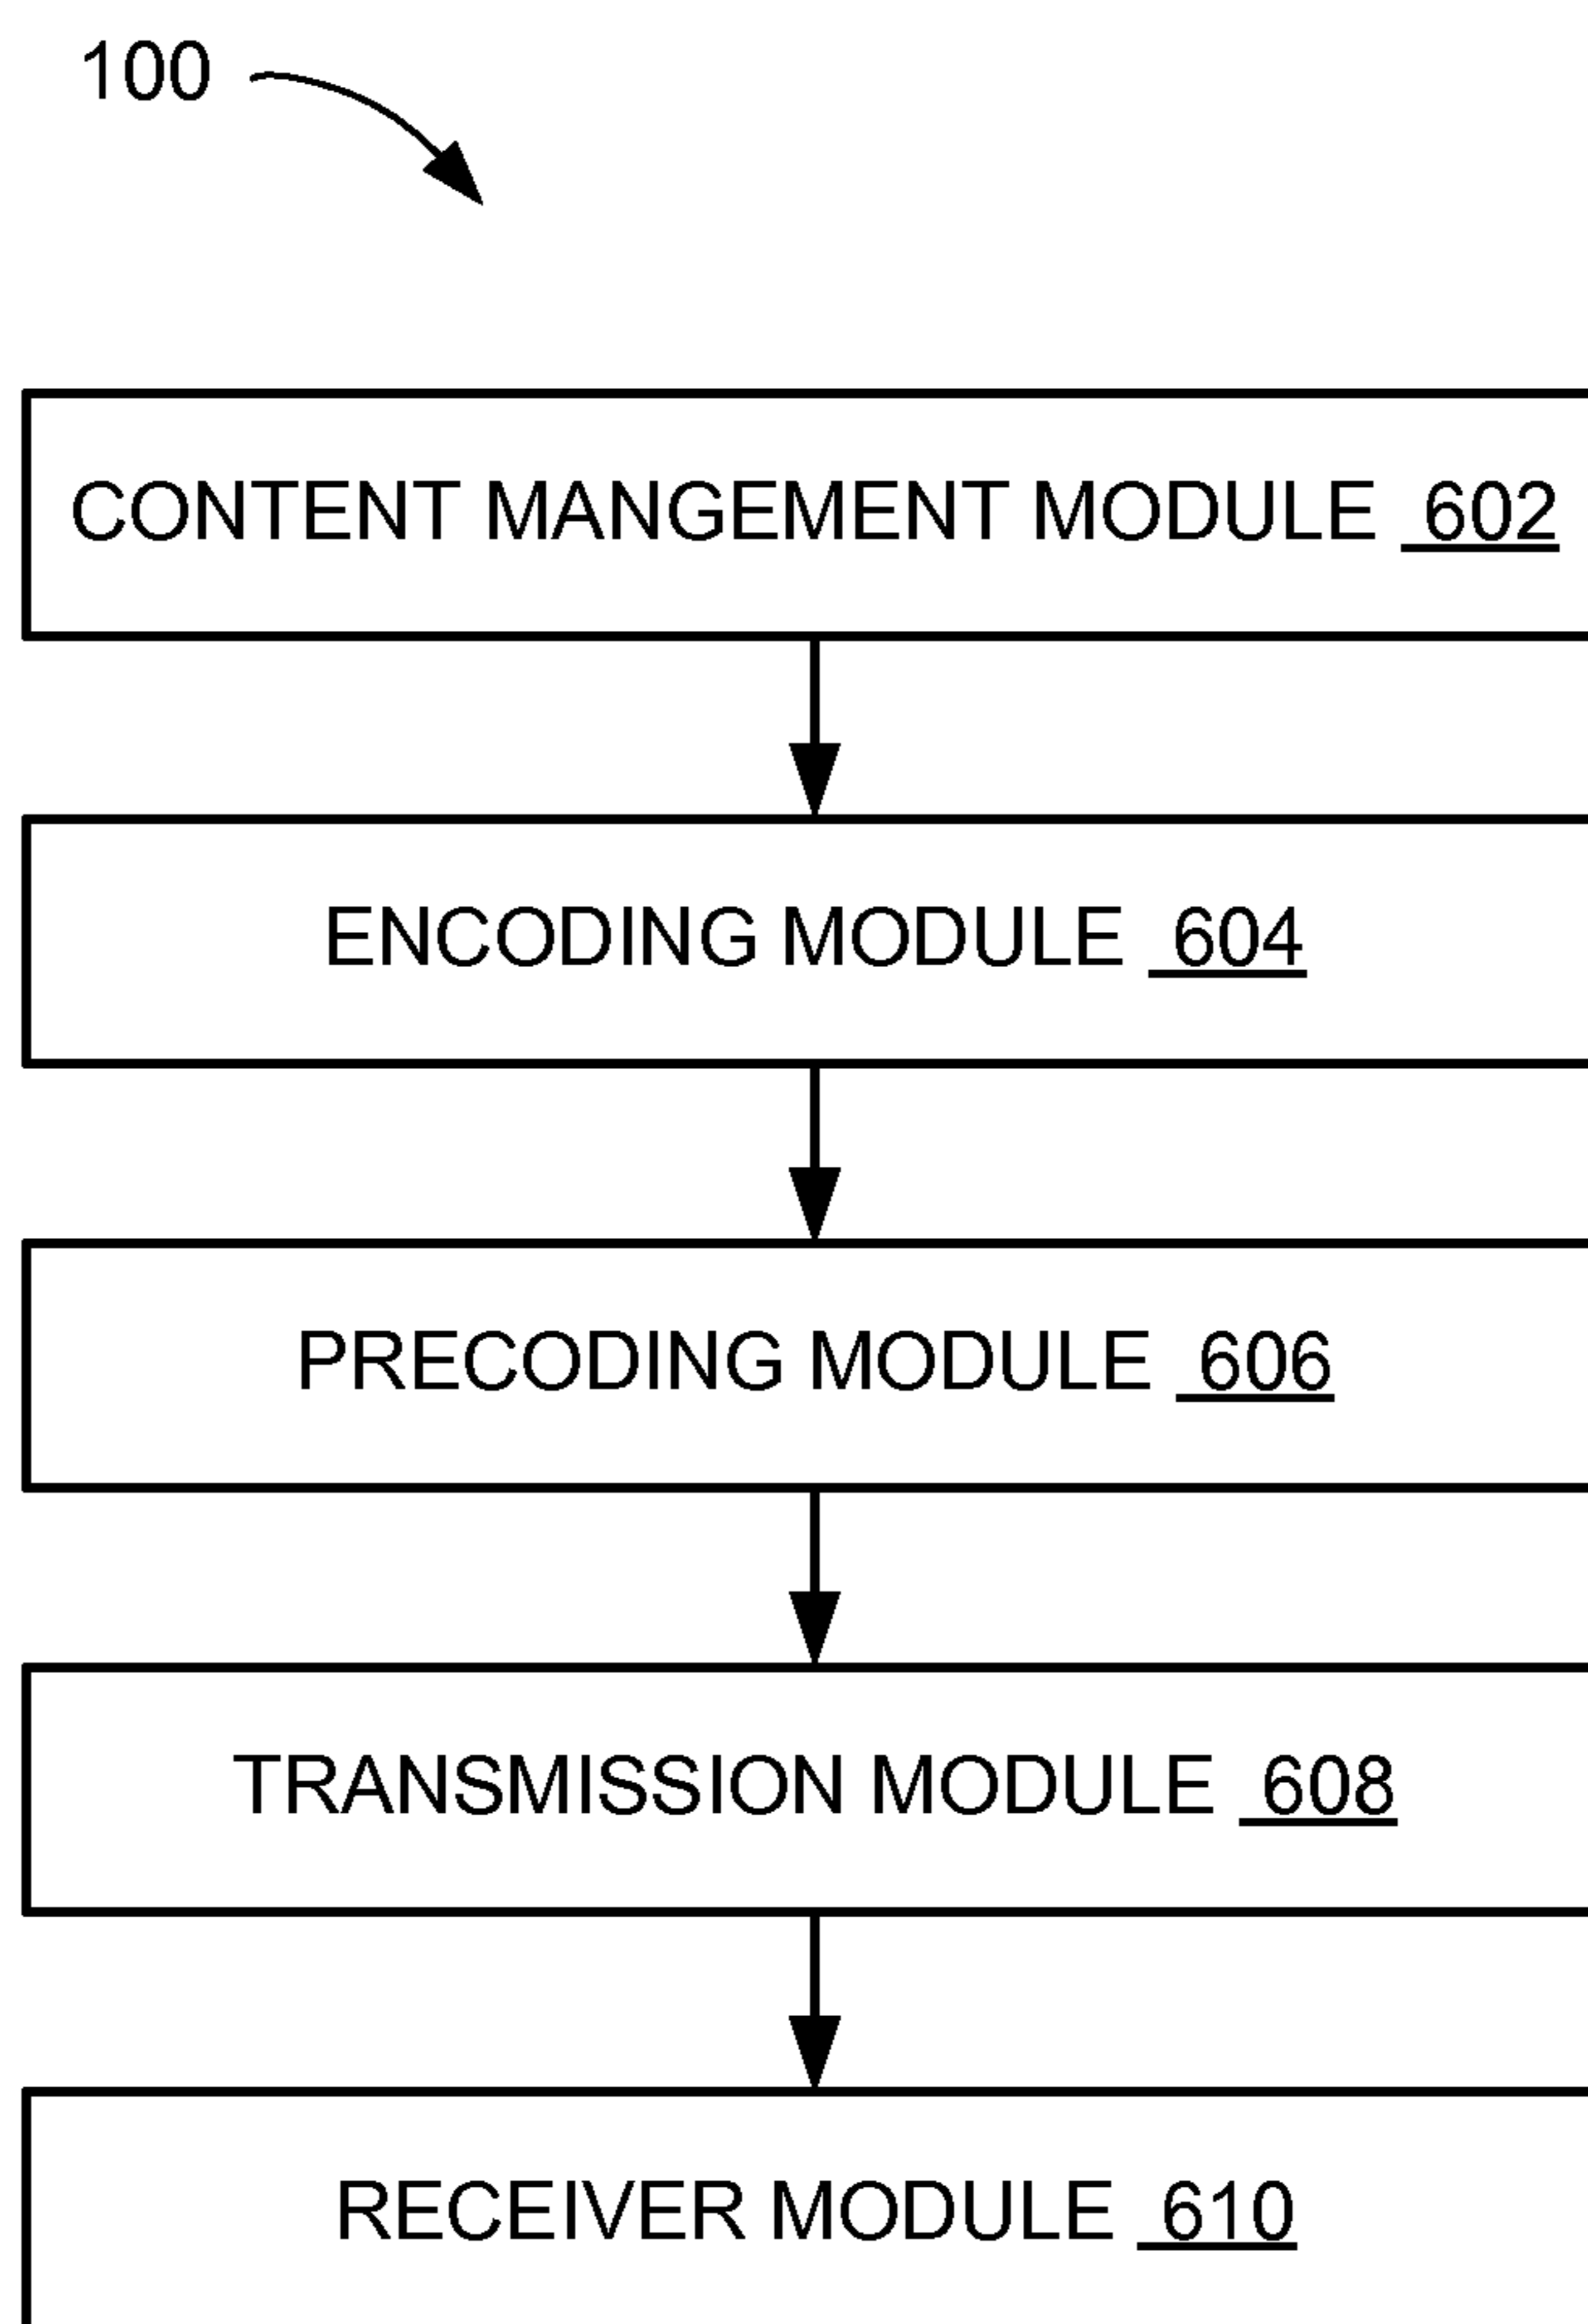 100
CONTENT MANGEMENT MODULE 602
ENCODING MODULE 604
PRECODING MODULE 606
TRANSMISSION MODULE 608
RECEIVER MODULE 610